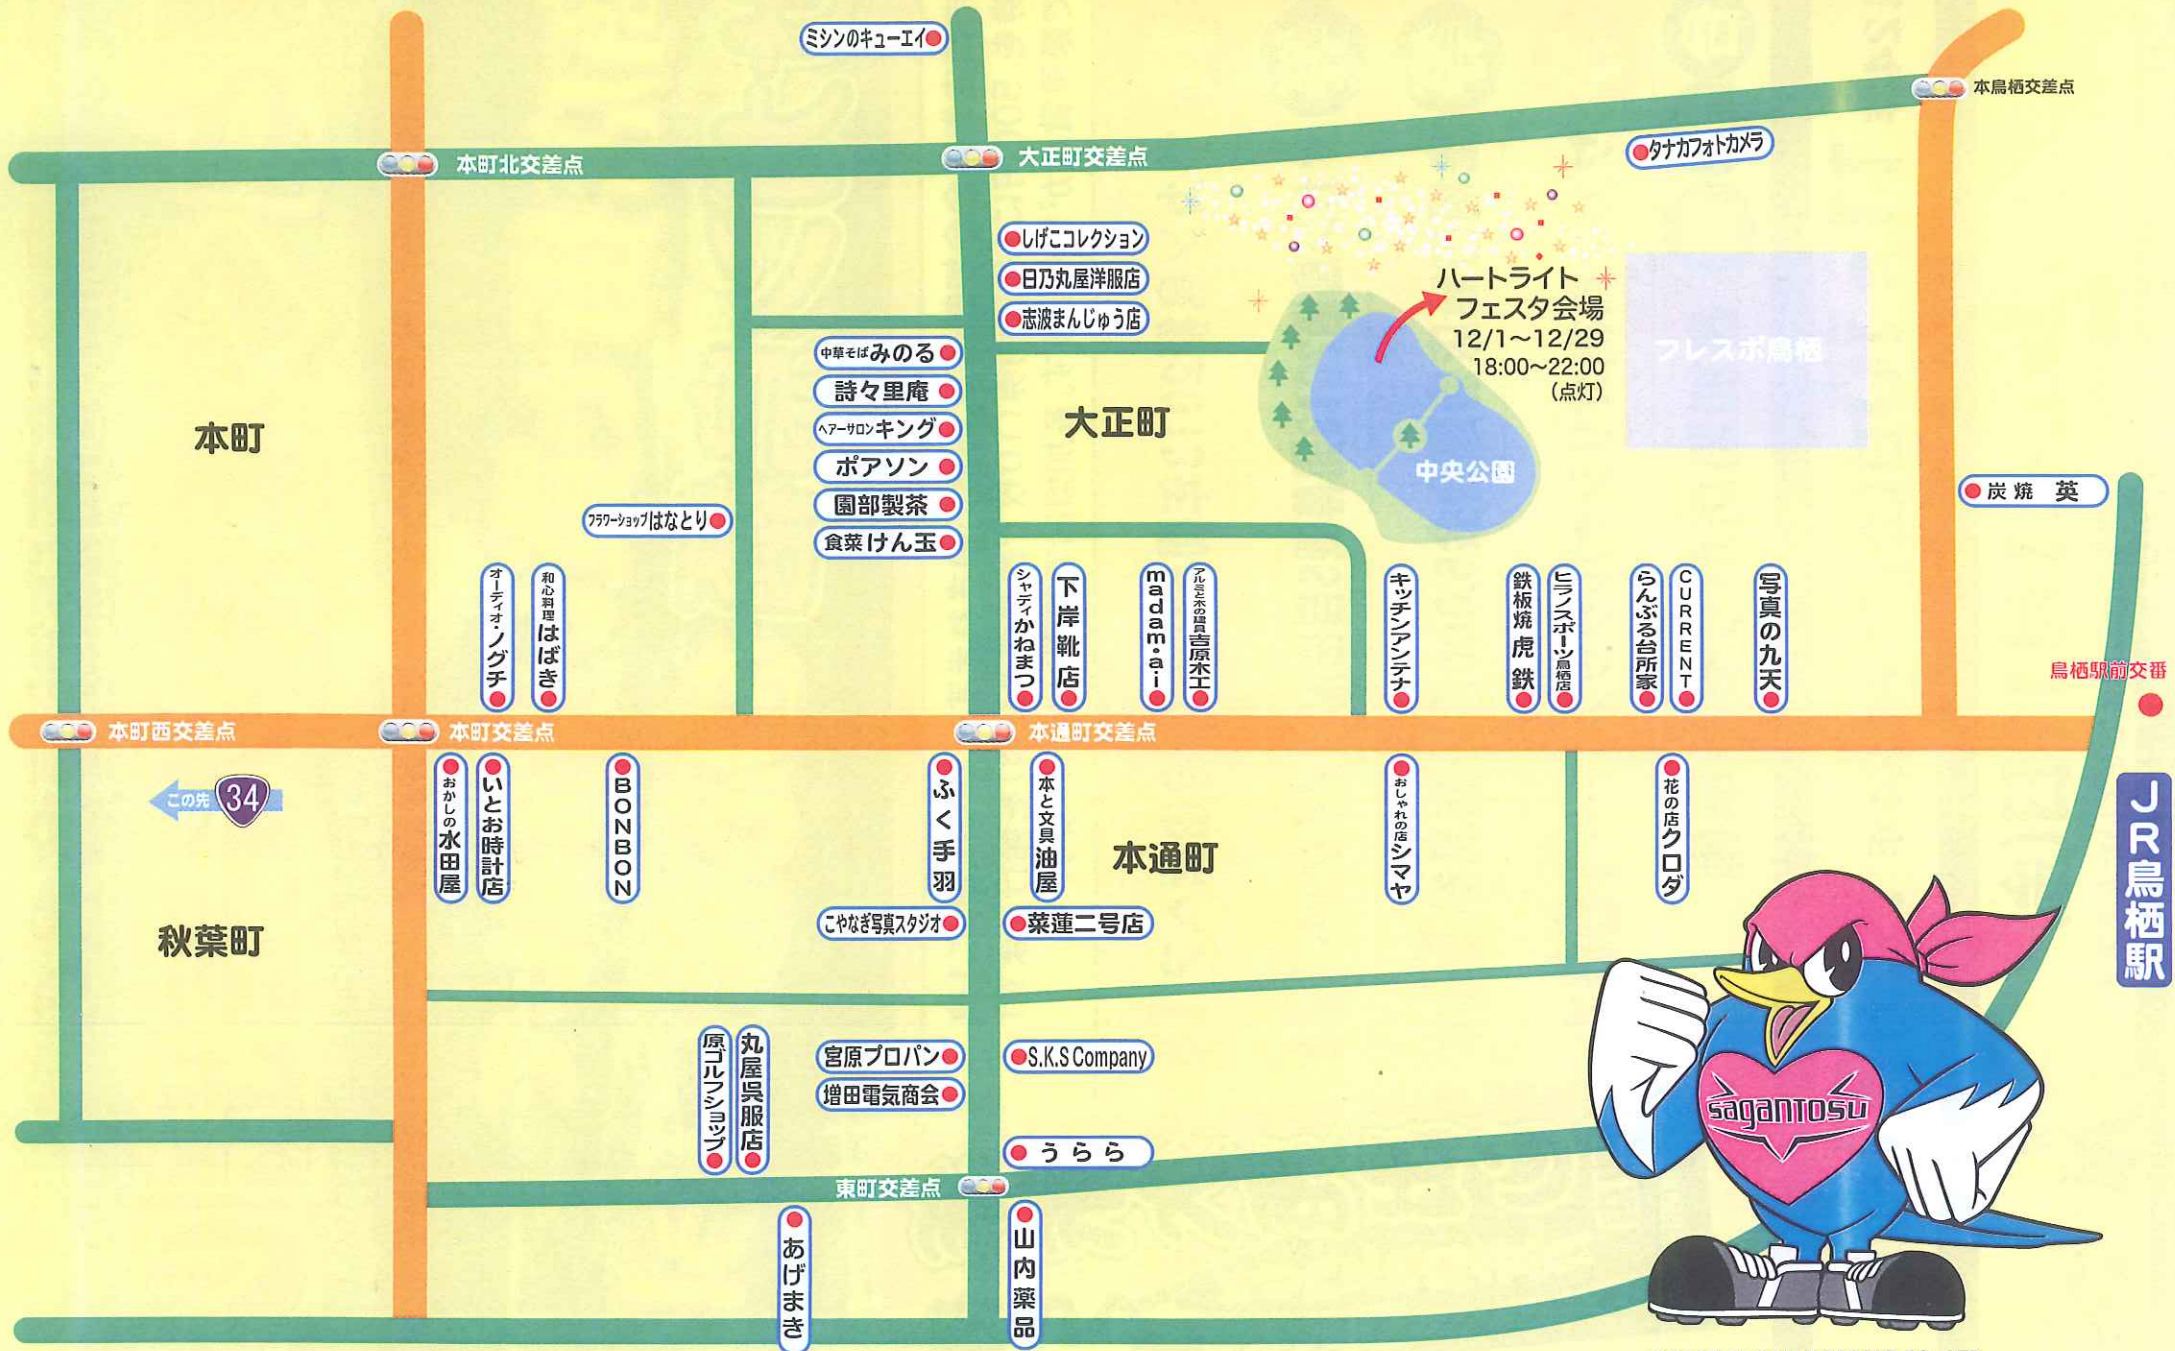 ミシンのキューエイ
本鳥栖交差点
本町北交差点
大正町交差点
タナカフォトカメラ
しげこコレクション
日乃丸屋洋服店
志波まんじゅう店
ハートライト
フェスタ会場
12/1～12/29
18:00～22:00
(点灯)
フレスポ鳥栖
中華そばみのる
詩々里庵
ヘアーサロンキング
ポアソン
園部製茶
食菜けん玉
本町
大正町
中央公園
炭焼 英
フラワーショップはなとり
オーディオ・ノグチ
和心料理はばき
シャディかねまつ
下岸靴店
madam・ai
アルミと木の建具吉原木工
キッチンアンテナ
鉄板焼虎鉄
ヒラノスポーツ鳥栖店
らんぶる台所家
CURRENT
写真の九天
鳥栖駅前交番
本町西交差点
本町交差点
本通町交差点
この先 34
おかしの水田屋
いとお時計店
BONBON
ふく手羽
本と文具油屋
本通町
おしゃれの店シマヤ
花の店クロダ
JR鳥栖駅
秋葉町
こやなぎ写真スタジオ
菜蓮二号店
原ゴルフショップ
丸屋呉服店
宮原プロパン
増田電気商会
S.K.S Company
うらら
sagantosu
東町交差点
あげまき
山内薬品